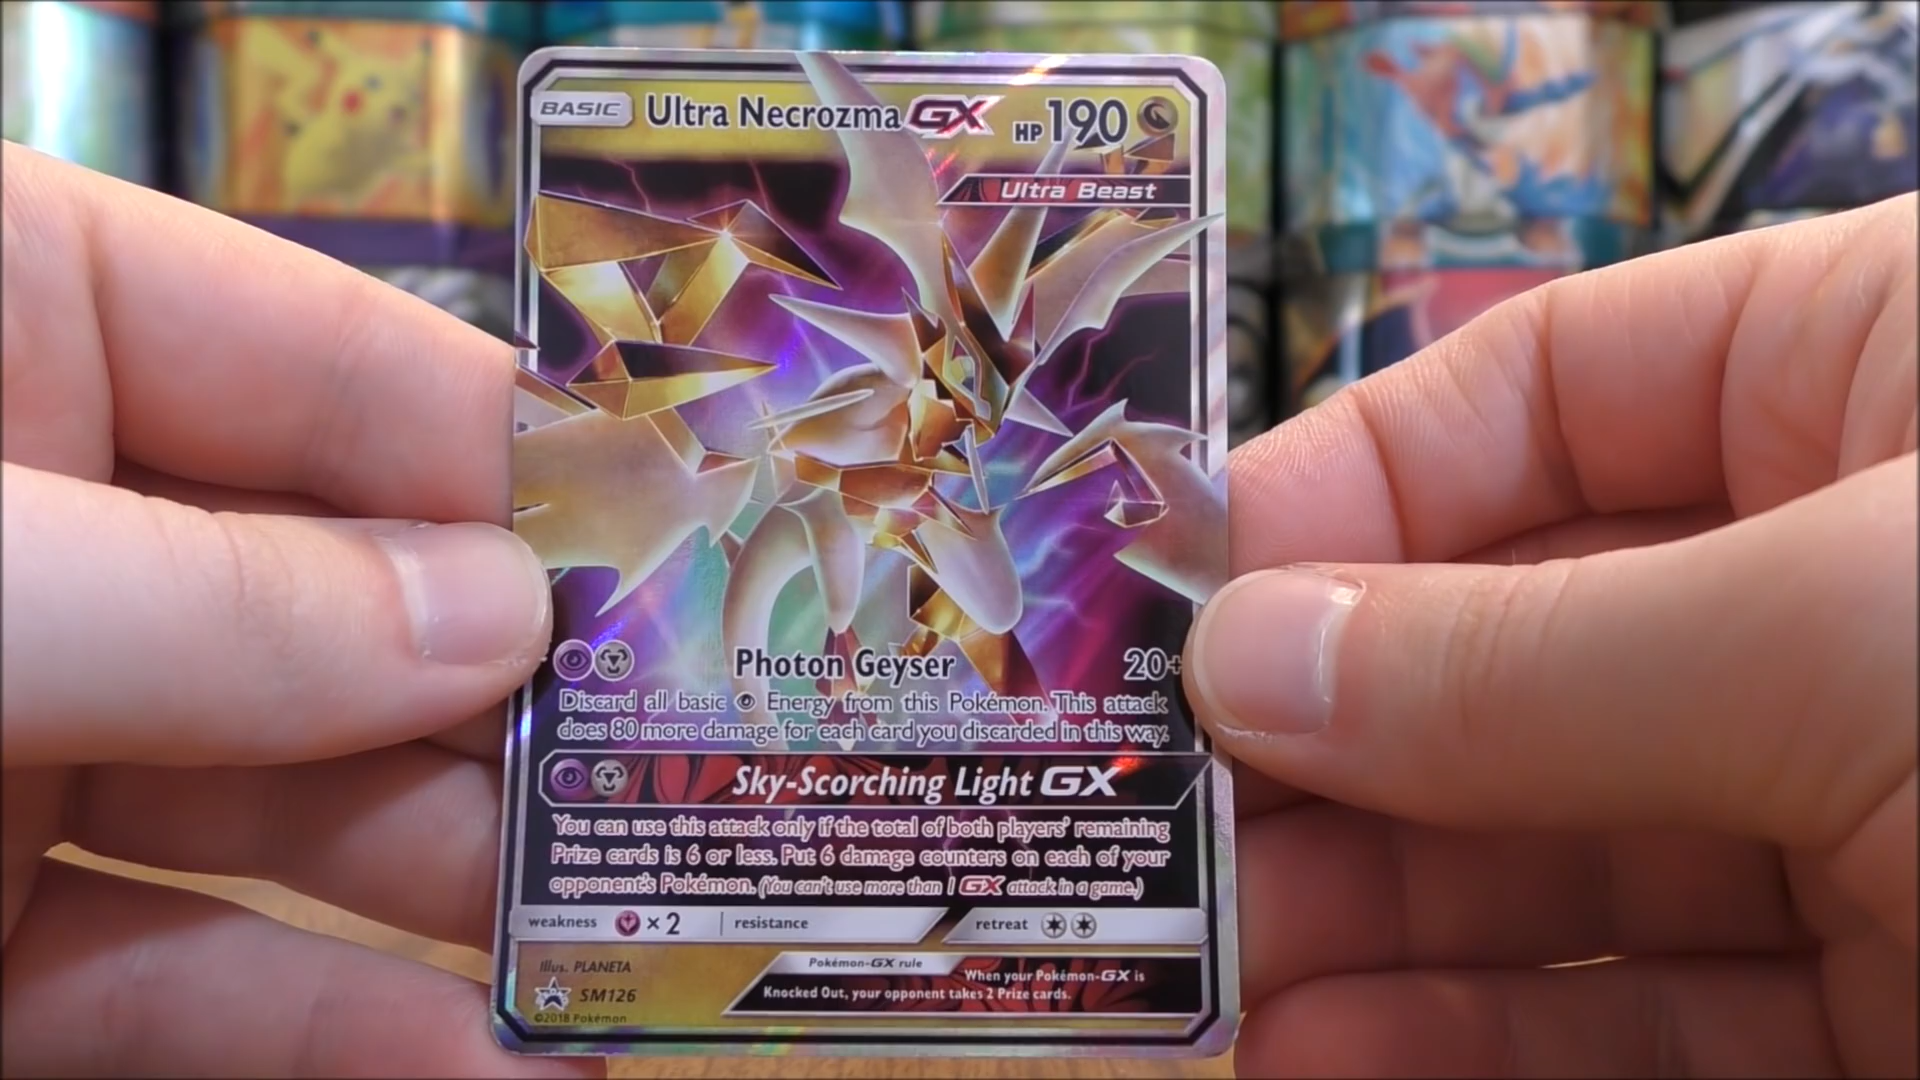 BASIC Ultra Necrozma GX HP 190
Ultra Beast
Photon Geyser 20+
Discard all basic Energy from this Pokémon. This attack
does 80 more damage for each card you discarded in this way.
Sky-Scorching Light GX
You can use this attack only if the total of both players' remaining
Prize cards is 6 or less. Put 6 damage counters on each of your
opponent's Pokémon. (You can't use more than 1 GX attack in a game.)
weakness × 2 resistance retreat
Illus. PLANETA
SM126
©2018 Pokémon
Pokémon-GX rule
When your Pokémon-GX is
Knocked Out, your opponent takes 2 Prize cards.